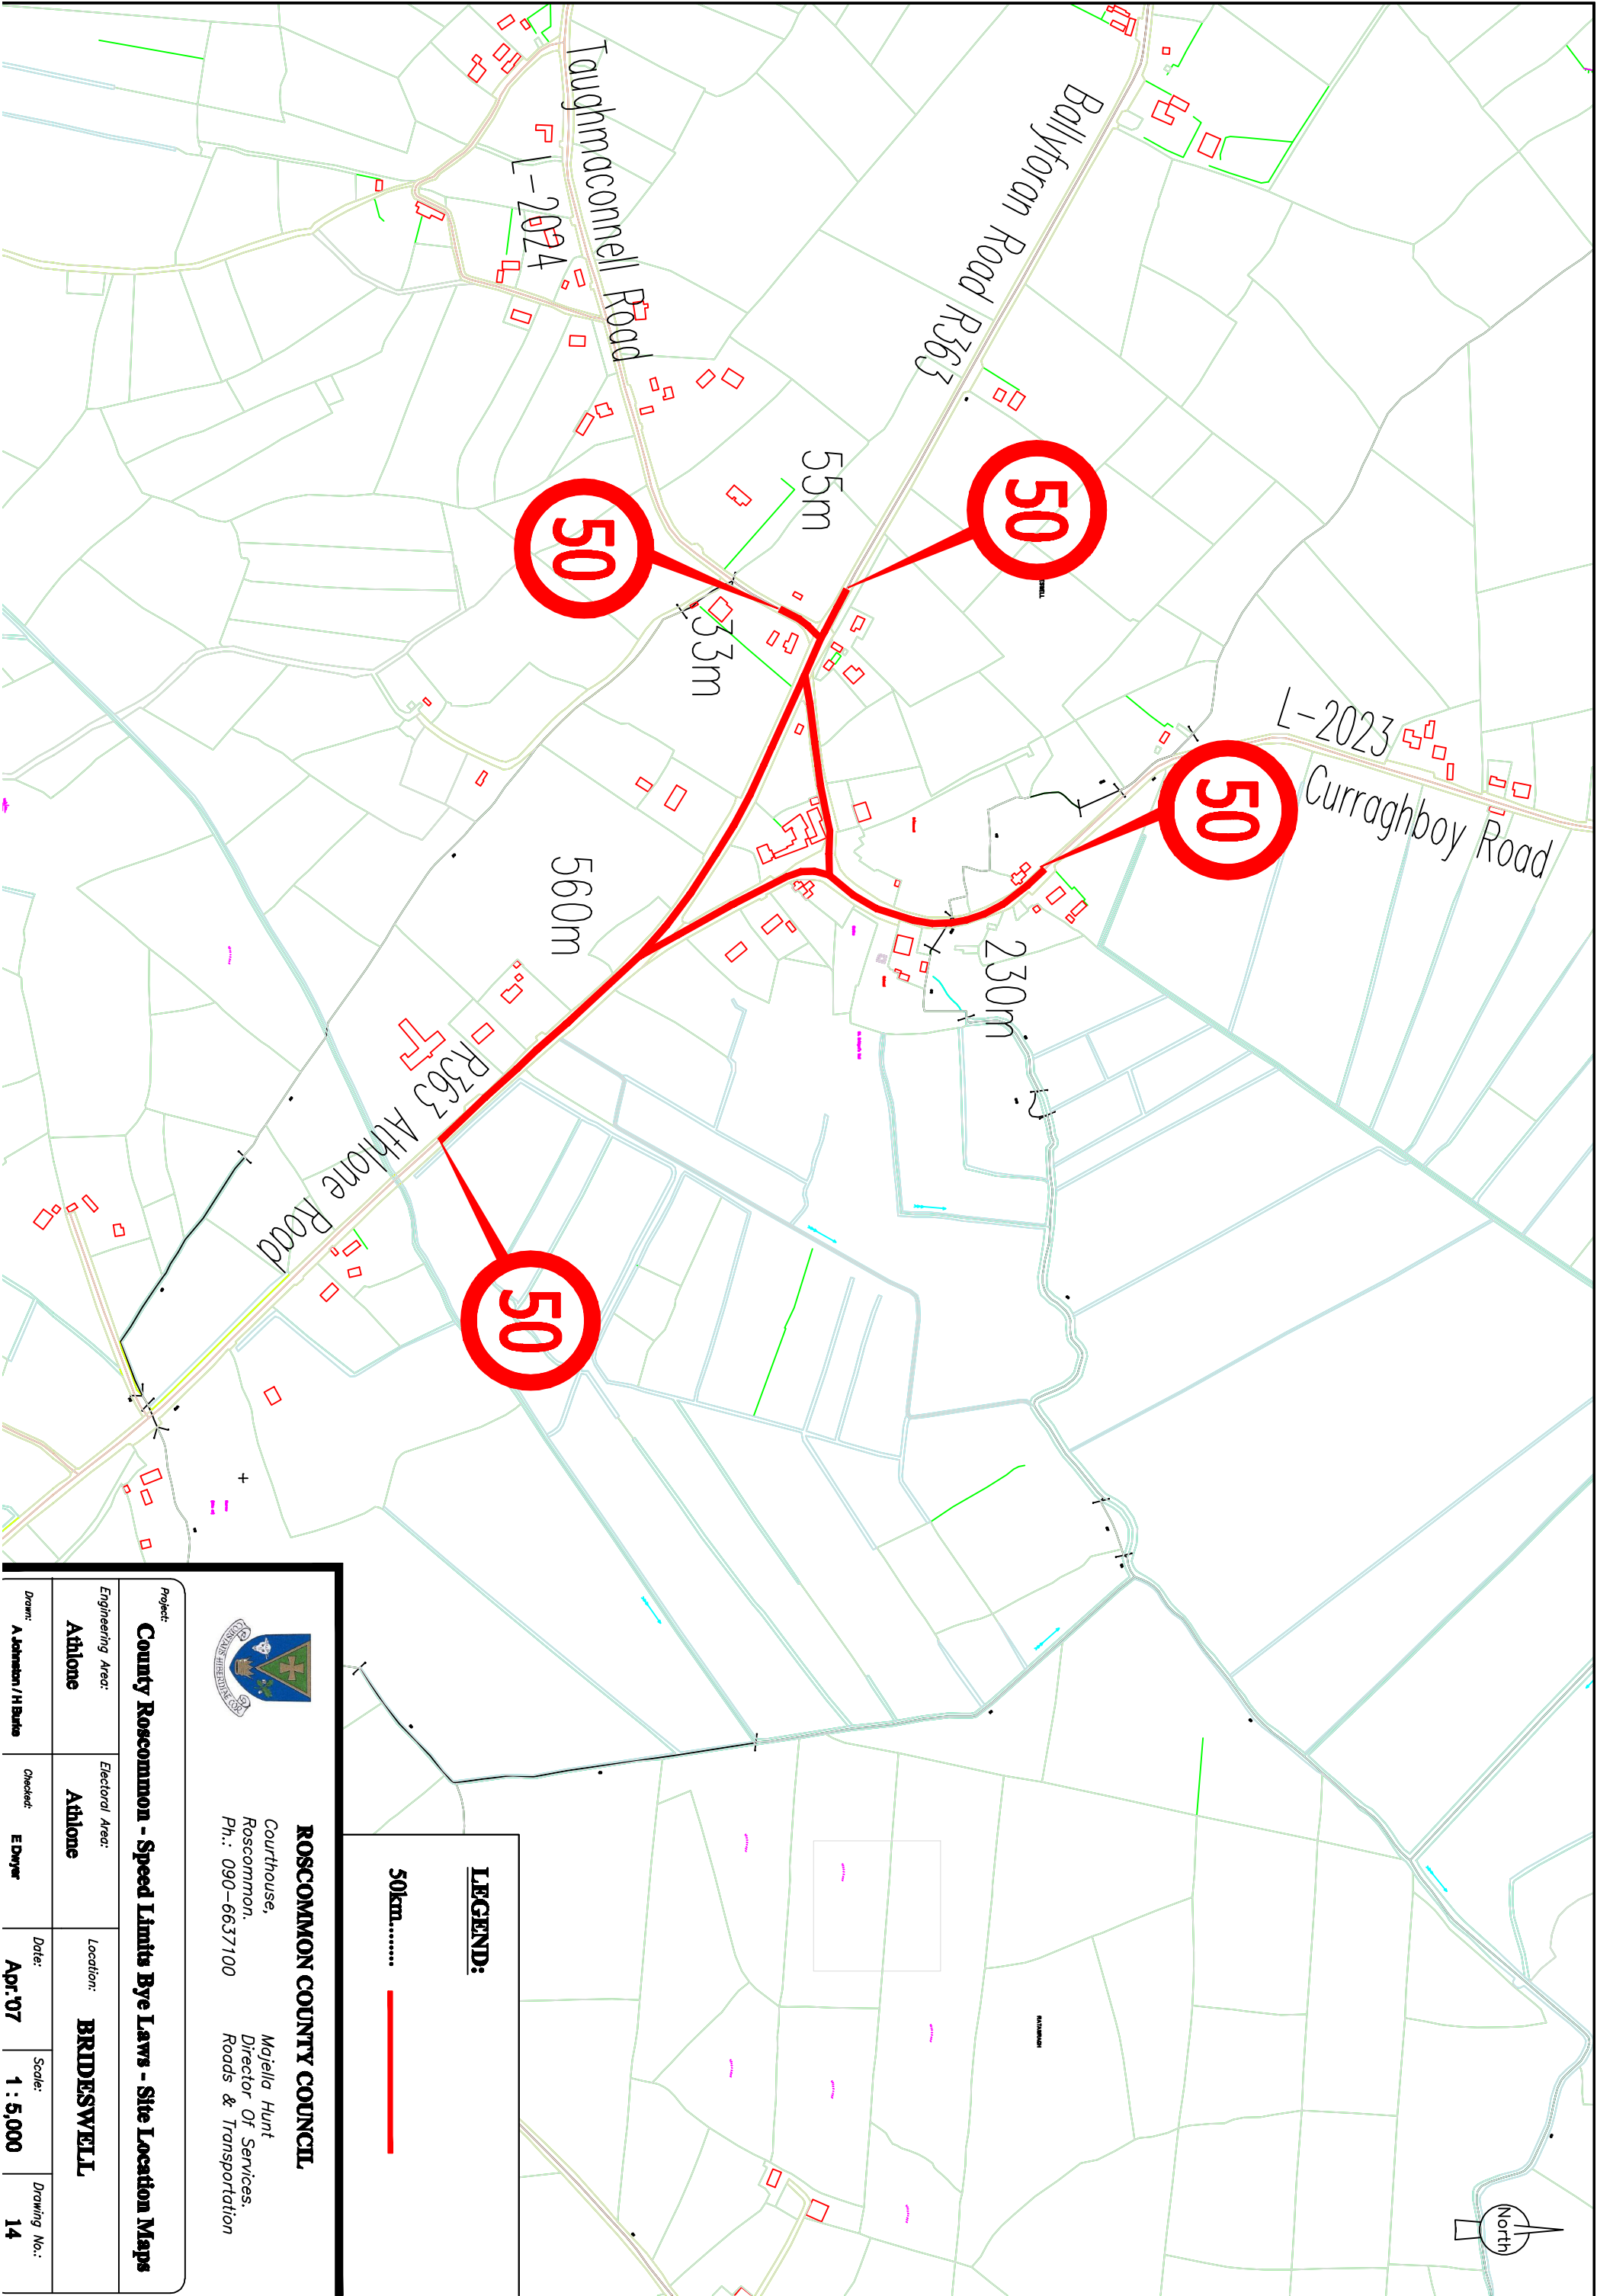 Taughmaconnell Road
L-2024
Ballyforan Road R363
L-2023
Curraghboy Road
55m
33m
50
50
50
50
560m
230m
R363 Athlone Road
North
LEGEND:
50km........
ROSCOMMON COUNTY COUNCIL
Courthouse,
Roscommon.
Ph.: 090-6637100
Majella Hunt
Director Of Services.
Roads & Transportation
Project:
County Roscommon - Speed Limits Bye Laws - Site Location Maps
Engineering Area:
Athlone
Electoral Area:
Athlone
Location:
BRIDESWELL
Drawn:
A Johnston / H Burke
Checked:
E Dwyer
Date:
Apr.'07
Scale:
1 : 5,000
Drawing No.:
14